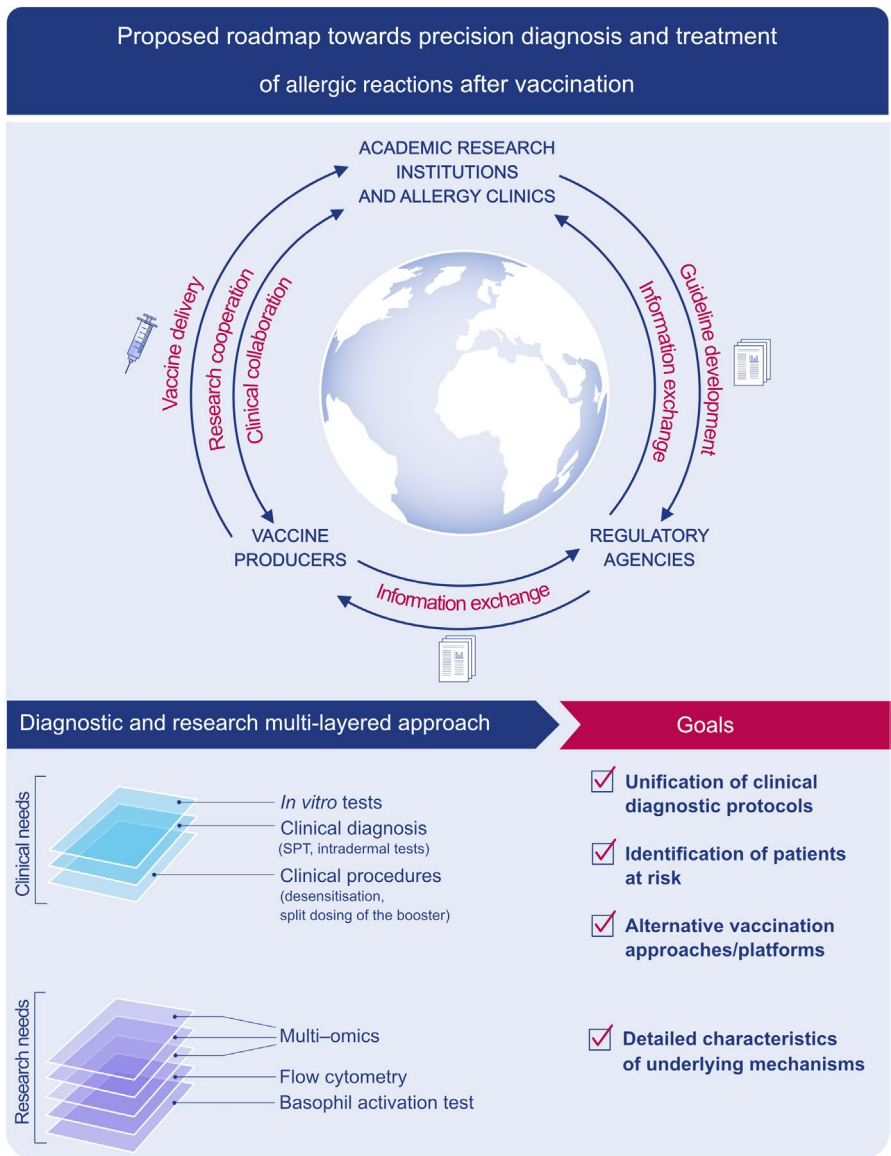 Proposed roadmap towards precision diagnosis and treatment
of allergic reactions after vaccination
ACADEMIC RESEARCH
INSTITUTIONS
AND ALLERGY CLINICS
Vaccine delivery
Research cooperation
Clinical collaboration
Information exchange
Guideline development
VACCINE
PRODUCERS
REGULATORY
AGENCIES
Information exchange
Diagnostic and research multi-layered approach
Goals
Clinical needs
In vitro tests
Clinical diagnosis
(SPT, intradermal tests)
Clinical procedures
(desensitisation,
split dosing of the booster)
Unification of clinical
diagnostic protocols
Identification of patients
at risk
Alternative vaccination
approaches/platforms
Research needs
Multi–omics
Flow cytometry
Basophil activation test
Detailed characteristics
of underlying mechanisms